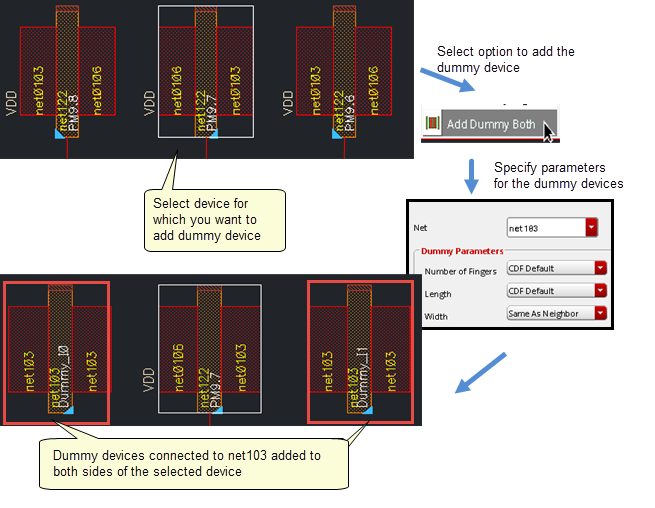 VDD
net0103
net122
PM9.8
net0106
VDD
net0106
net122
PM9.7
net0103
VDD
net0103
net122
PM9.6
net0106
Select option to add the
dummy device
Add Dummy Both
Specify parameters
for the dummy devices
Select device for
which you want to
add dummy device
Net
net103
Dummy Parameters
Number of Fingers
CDF Default
Length
CDF Default
Width
Same As Neighbor
net103
net103
Dummy_I0
net103
VDD
net0106
net122
PM9.7
net0103
net103
net103
Dummy_I1
net103
Dummy devices connected to net103 added to
both sides of the selected device